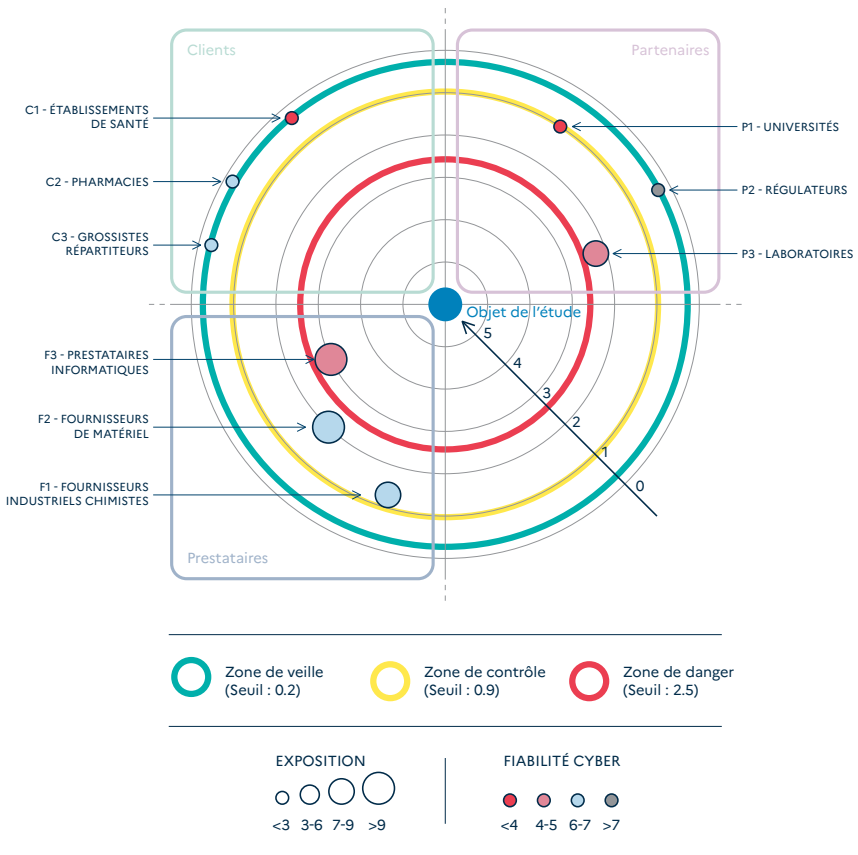 Clients
Partenaires
C1 - ÉTABLISSEMENTS
DE SANTÉ
C2 - PHARMACIES
C3 - GROSSISTES
RÉPARTITEURS
P1 - UNIVERSITÉS
P2 - RÉGULATEURS
P3 - LABORATOIRES
Objet de l'étude
5
4
3
2
1
0
F3 - PRESTATAIRES
INFORMATIQUES
F2 - FOURNISSEURS
DE MATÉRIEL
F1 - FOURNISSEURS
INDUSTRIELS CHIMISTES
Prestataires
Zone de veille
(Seuil : 0.2)
Zone de contrôle
(Seuil : 0.9)
Zone de danger
(Seuil : 2.5)
EXPOSITION
<3 3-6 7-9 >9
FIABILITÉ CYBER
<4 4-5 6-7 >7